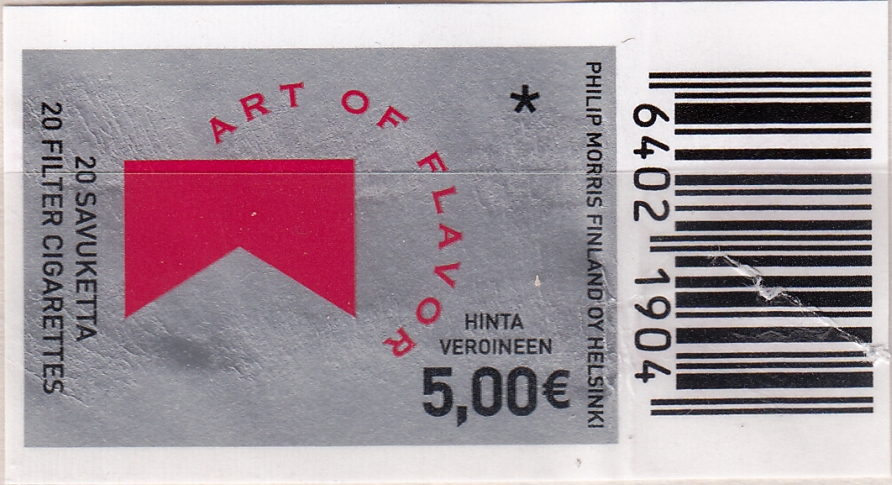 20 SAVUKETTA
20 FILTER CIGARETTES
ART OF FLAVOR
*
HINTA
VEROINEEN
5,00€
PHILIP MORRIS FINLAND OY HELSINKI
6402 1904